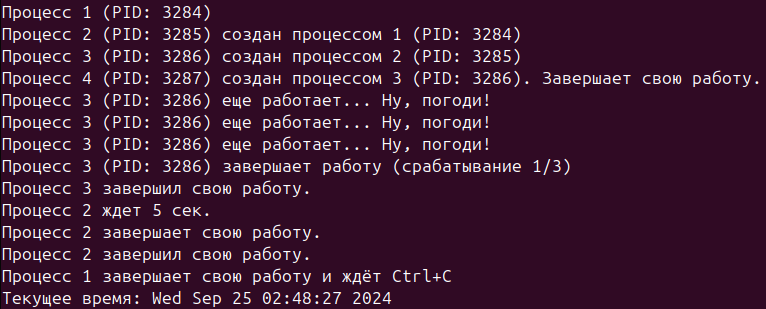 Процесс 1 (PID: 3284)
Процесс 2 (PID: 3285) создан процессом 1 (PID: 3284)
Процесс 3 (PID: 3286) создан процессом 2 (PID: 3285)
Процесс 4 (PID: 3287) создан процессом 3 (PID: 3286). Завершает свою работу.
Процесс 3 (PID: 3286) еще работает... Ну, погоди!
Процесс 3 (PID: 3286) еще работает... Ну, погоди!
Процесс 3 (PID: 3286) еще работает... Ну, погоди!
Процесс 3 (PID: 3286) завершает работу (срабатывание 1/3)
Процесс 3 завершил свою работу.
Процесс 2 ждет 5 сек.
Процесс 2 завершает свою работу.
Процесс 2 завершил свою работу.
Процесс 1 завершает свою работу и ждёт Ctrl+C
Текущее время: Wed Sep 25 02:48:27 2024